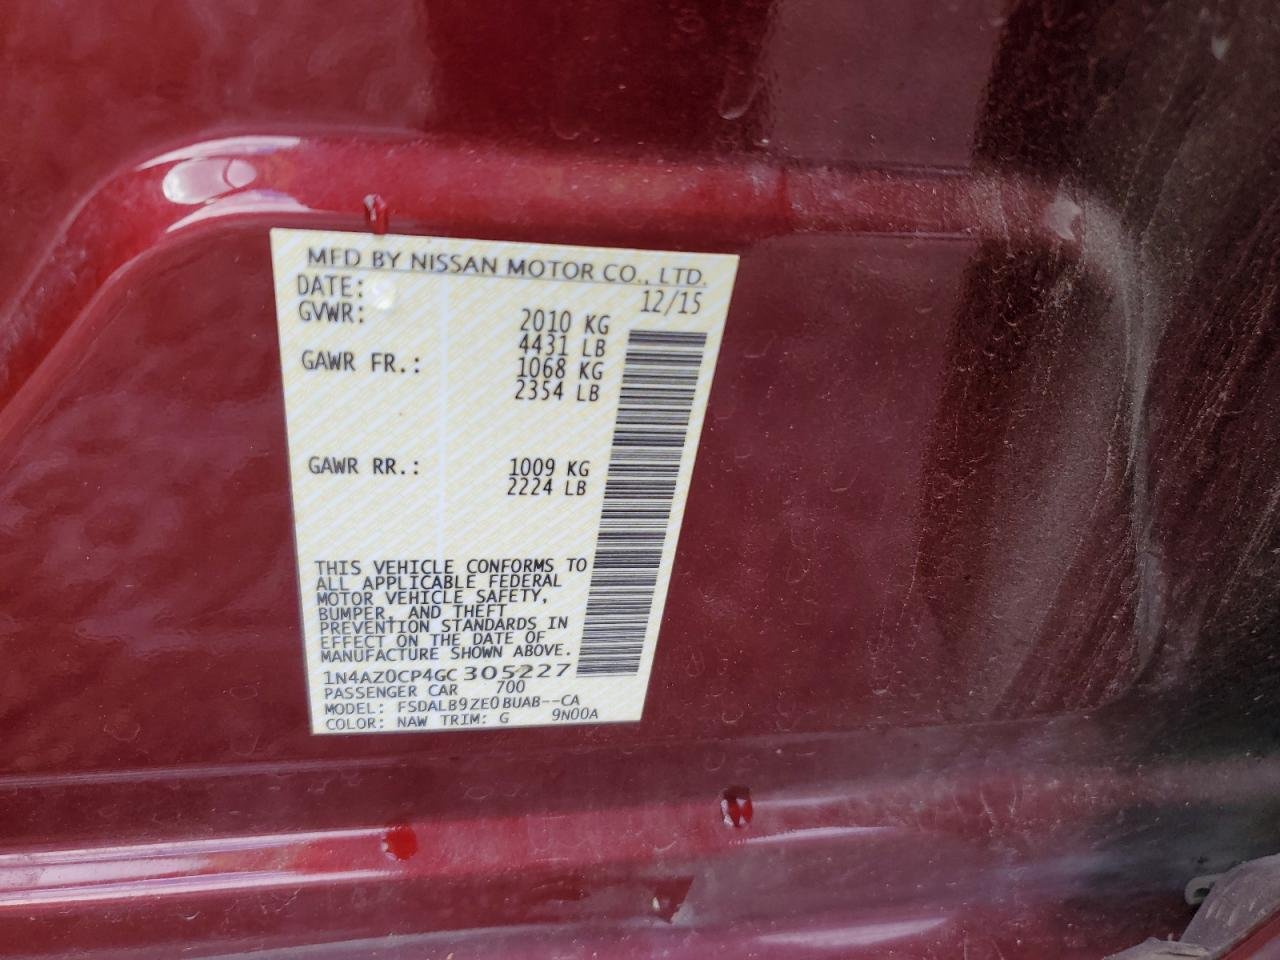 MFD BY NISSAN MOTOR CO., LTD.
DATE: 12/15
GVWR: 2010 KG
4431 LB
GAWR FR.: 1068 KG
2354 LB
GAWR RR.: 1009 KG
2224 LB
THIS VEHICLE CONFORMS TO
ALL APPLICABLE FEDERAL
MOTOR VEHICLE SAFETY,
BUMPER, AND THEFT
PREVENTION STANDARDS IN
EFFECT ON THE DATE OF
MANUFACTURE SHOWN ABOVE.
1N4AZ0CP4GC305227
PASSENGER CAR 700
MODEL: FSDALB9ZE0BUAB--CA
COLOR: NAW TRIM: G 9N00A